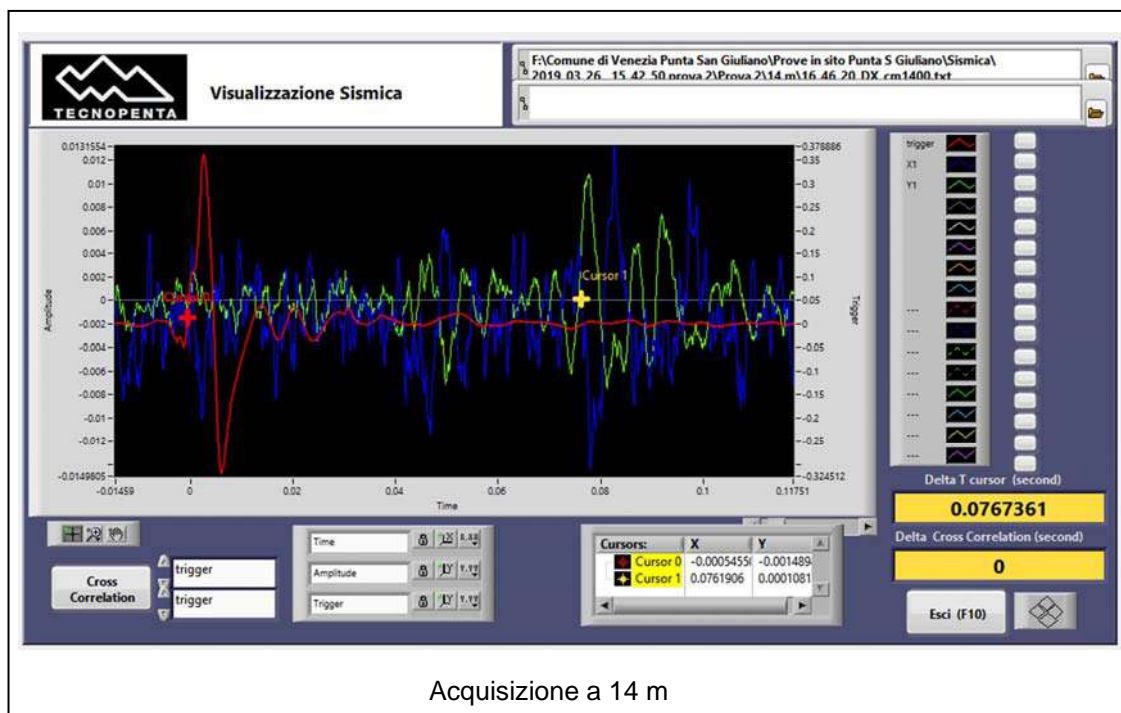 TECNOPENTA
Visualizzazione Sismica
F:\Comune di Venezia Punta San Giuliano\Prove in sito Punta S Giuliano\Sismica\
2019_03_26__15_42_50 prova 2\Prova 2\14 m\16_46_20_DX_cm1400.txt
0.0131554
0.012
0.01
0.008
0.006
0.004
0.002
0
-0.002
-0.004
-0.006
-0.008
-0.01
-0.012
-0.0149805
Amplitude
Cursor 1
0.378886
0.35
0.3
0.25
0.2
0.15
0.1
0.05
0
-0.05
-0.1
-0.15
-0.2
-0.25
-0.324512
Trigger
-0.01459
0
0.02
0.04
0.06
0.08
0.1
0.11751
Time
trigger
X1
Y1
---
---
---
---
---
---
---
Delta T cursor (second)
0.0767361
Delta Cross Correlation (second)
0
Cross
Correlation
trigger
trigger
Time
Amplitude
Trigger
Cursors: X Y
Cursor 0 -0.0005455 -0.001489
Cursor 1 0.0761906 0.0001081
Esci (F10)
Acquisizione a 14 m